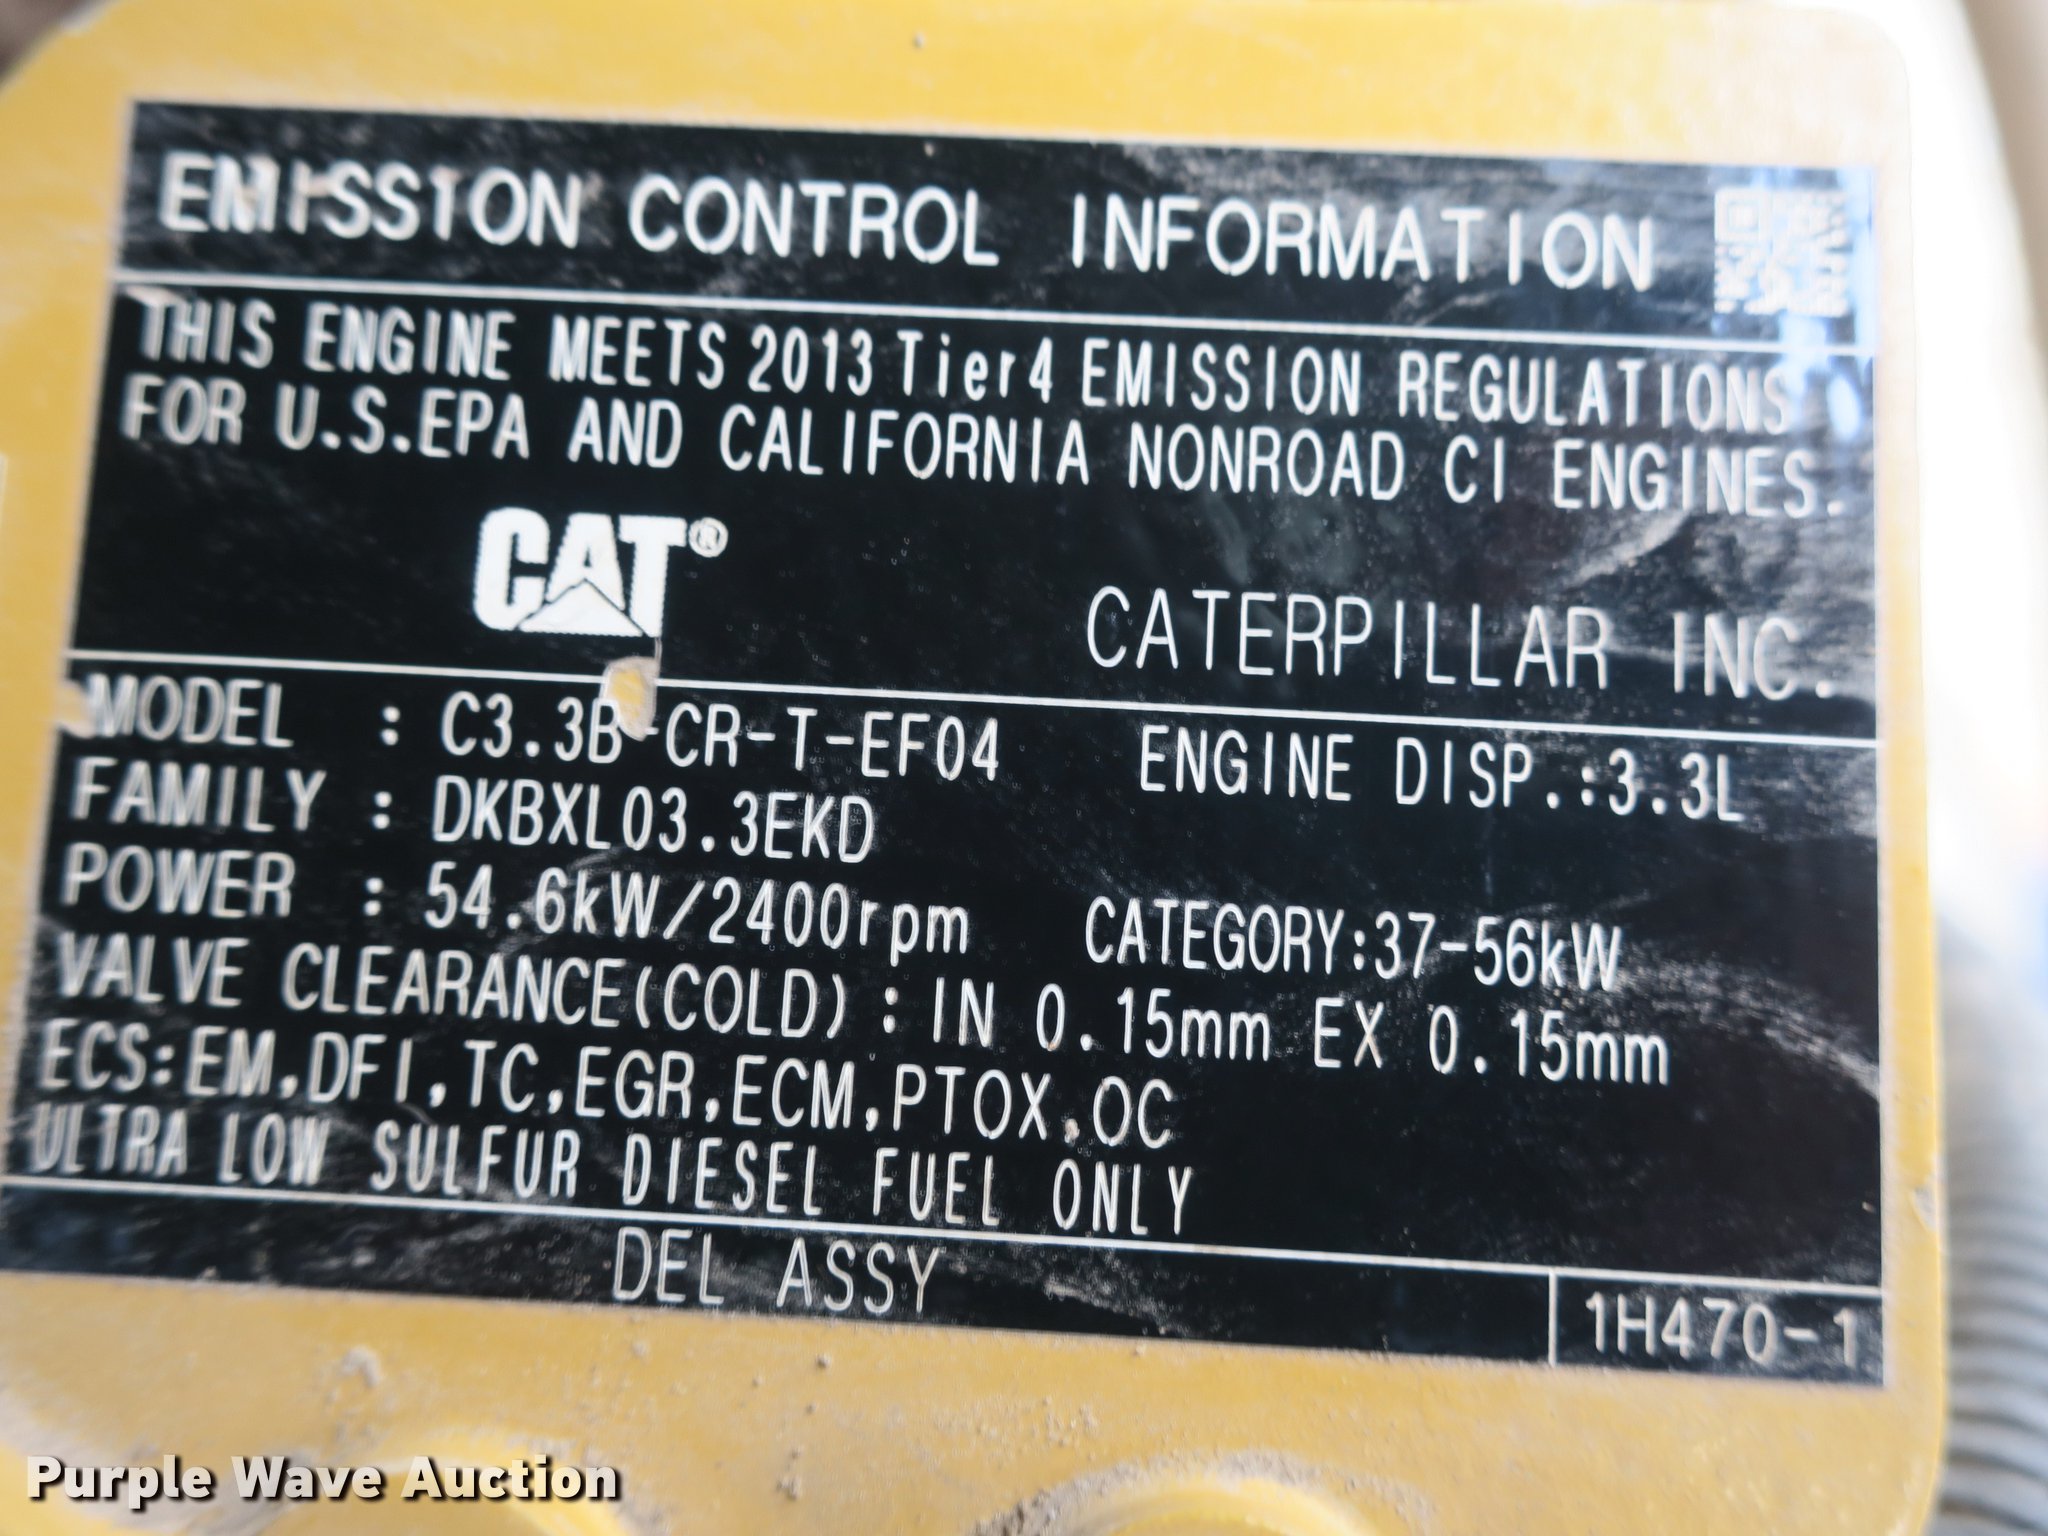 EMISSION CONTROL INFORMATION
THIS ENGINE MEETS 2013 Tier4 EMISSION REGULATIONS
FOR U.S.EPA AND CALIFORNIA NONROAD CI ENGINES.
CAT®
CATERPILLAR INC.
MODEL : C3.3B-CR-T-EF04 ENGINE DISP.:3.3L
FAMILY : DKBXL03.3EKD
POWER : 54.6kW/2400rpm CATEGORY:37-56kW
VALVE CLEARANCE(COLD) : IN 0.15mm EX 0.15mm
ECS:EM,DFI,TC,EGR,ECM,PTOX,OC
ULTRA LOW SULFUR DIESEL FUEL ONLY
DEL ASSY
1H470-1
Purple Wave Auction